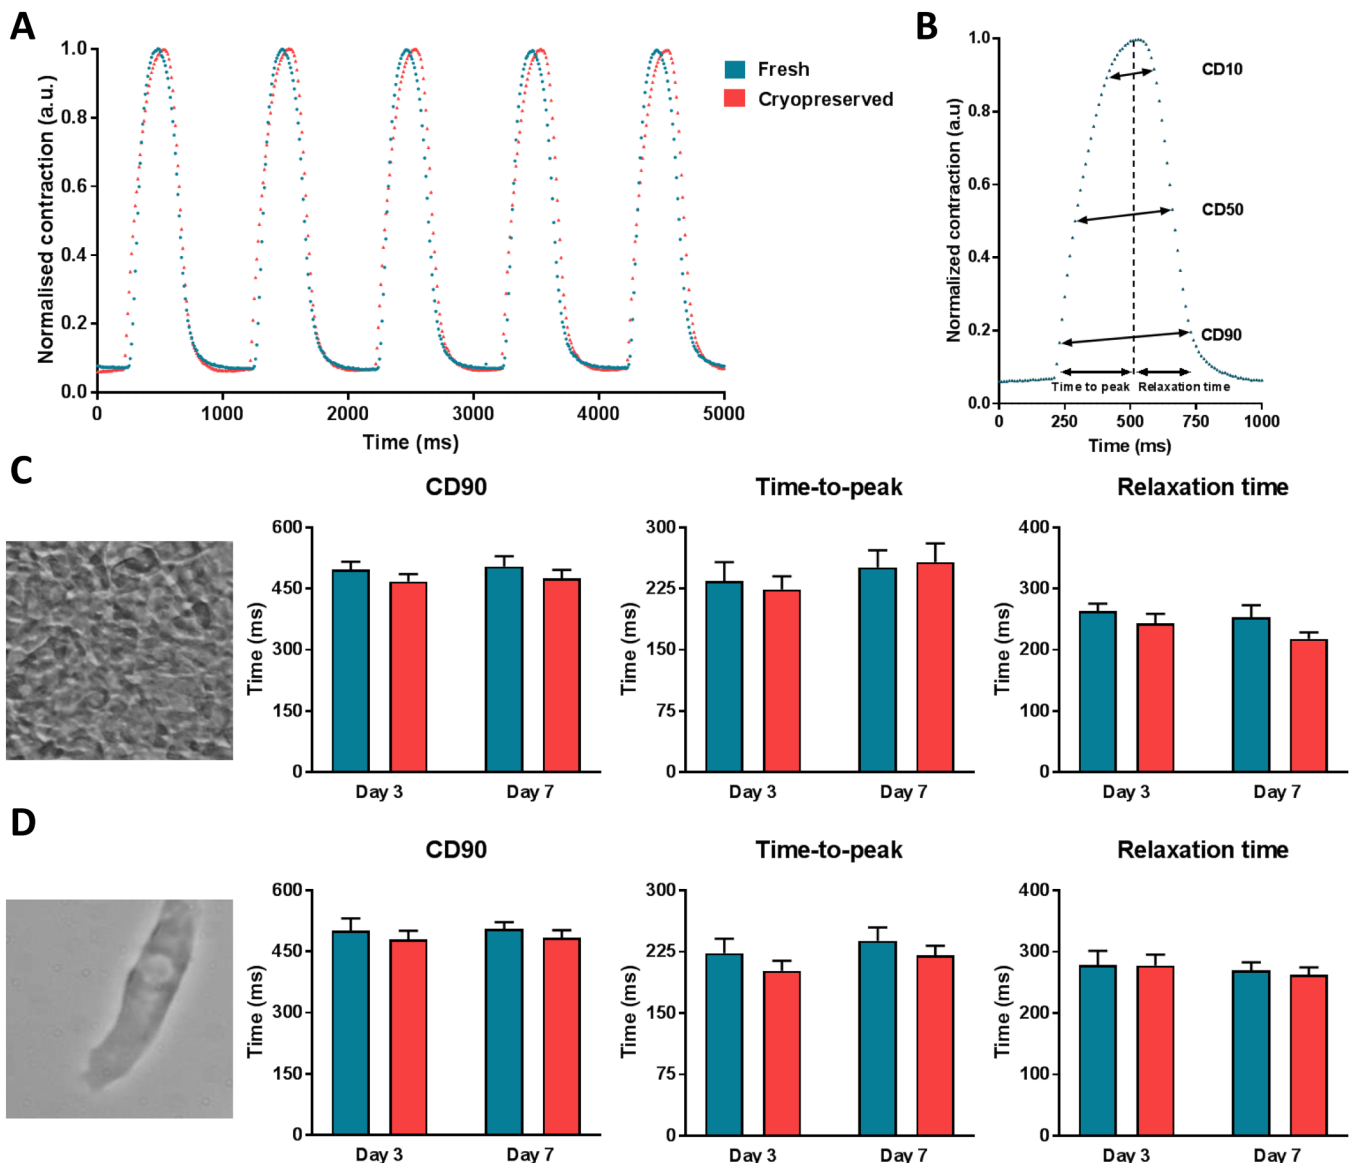 A
Normalised contraction (a.u.)
1.0
0.8
0.6
0.4
0.2
0.0
0 1000 2000 3000 4000 5000
Time (ms)
Fresh
Cryopreserved
B
Normalized contraction (a.u)
1.0
0.8
0.6
0.4
0.2
0.0
CD10
CD50
CD90
Time to peak Relaxation time
0 250 500 750 1000
Time (ms)
C
CD90
Time (ms)
600
450
300
150
0
Day 3 Day 7
Time-to-peak
Time (ms)
300
225
150
75
0
Day 3 Day 7
Relaxation time
Time (ms)
400
300
200
100
0
Day 3 Day 7
D
CD90
Time (ms)
600
450
300
150
0
Day 3 Day 7
Time-to-peak
Time (ms)
300
225
150
75
0
Day 3 Day 7
Relaxation time
Time (ms)
400
300
200
100
0
Day 3 Day 7